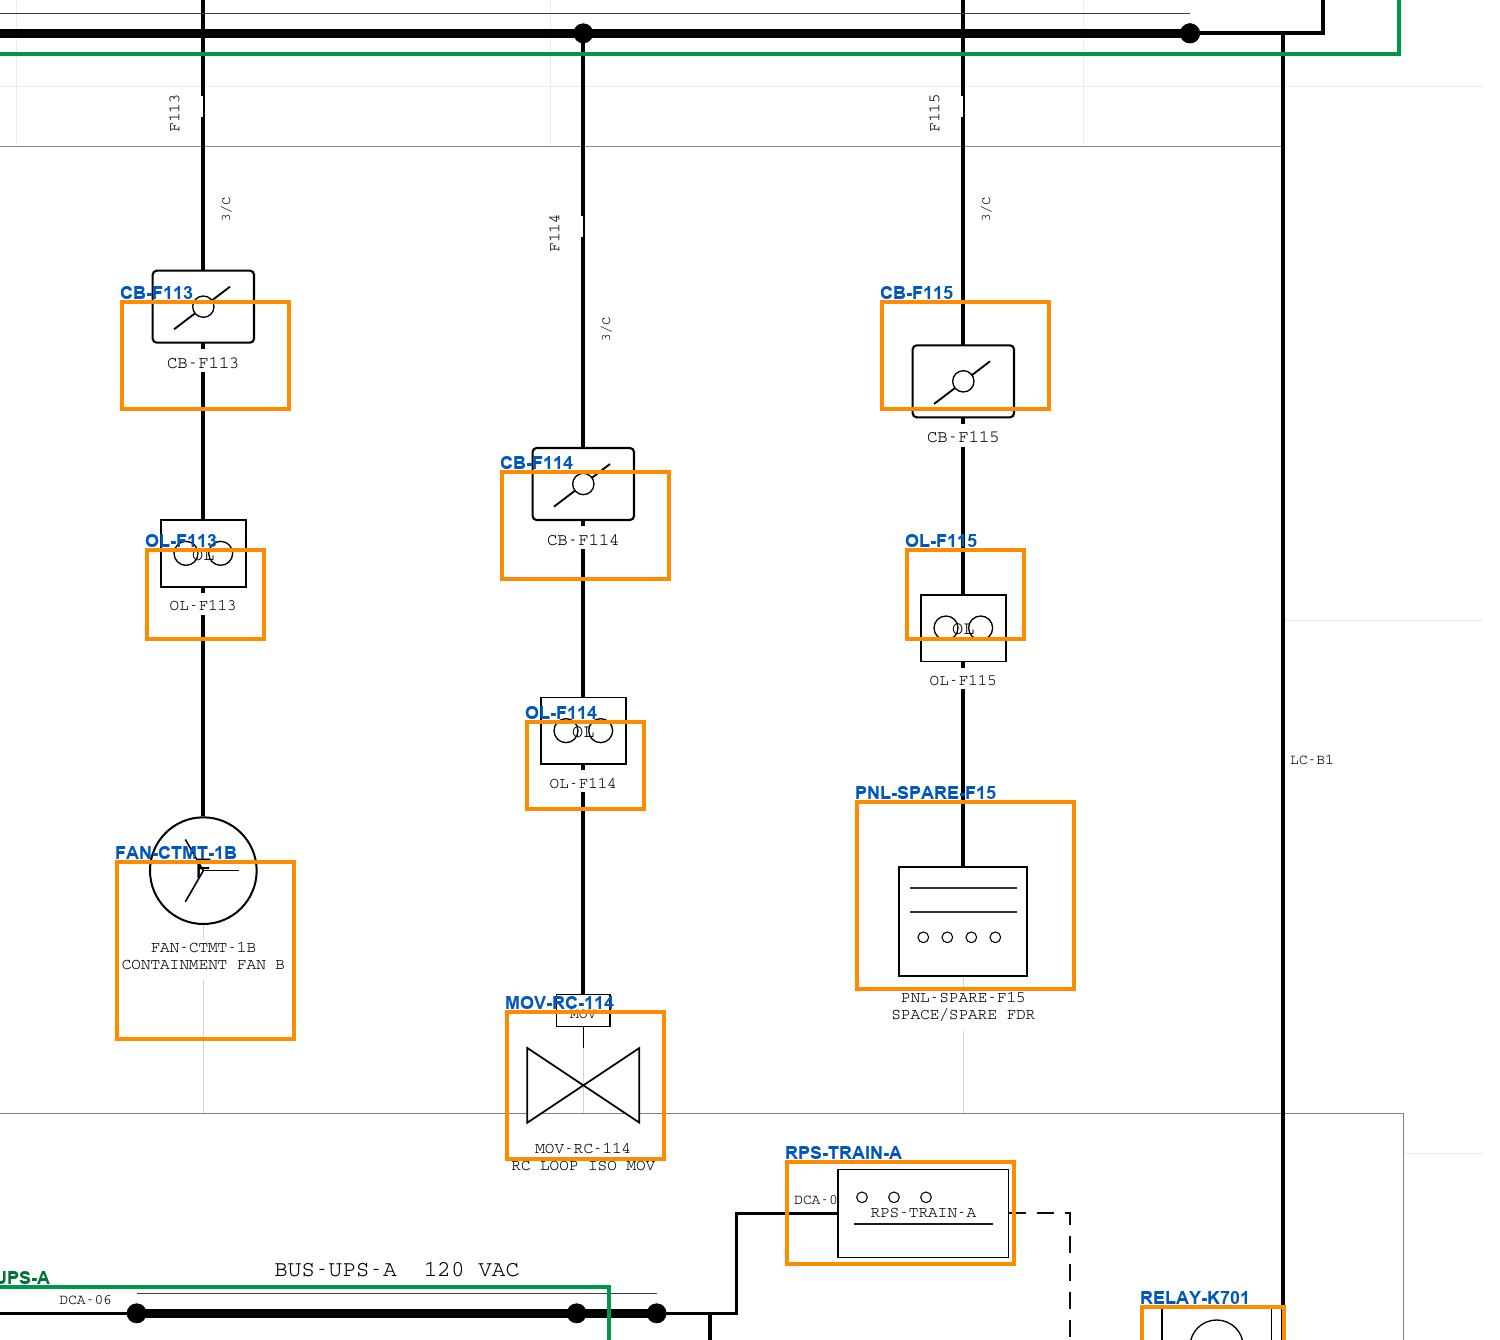 F113
F115
3/C
F114
3/C
3/C
CB-F113
CB-F113
CB-F115
CB-F115
CB-F114
CB-F114
OL-F113
OL
OL-F113
OL-F115
OL
OL-F115
OL-F114
OL
OL-F114
LC-B1
PNL-SPARE-F15
FAN-CTMT-1B
FAN-CTMT-1B
CONTAINMENT FAN B
PNL-SPARE-F15
SPACE/SPARE FDR
MOV-RC-114
MOV
MOV-RC-114
RC LOOP ISO MOV
RPS-TRAIN-A
DCA-0
RPS-TRAIN-A
BUS-UPS-A 120 VAC
UPS-A
DCA-06
RELAY-K701